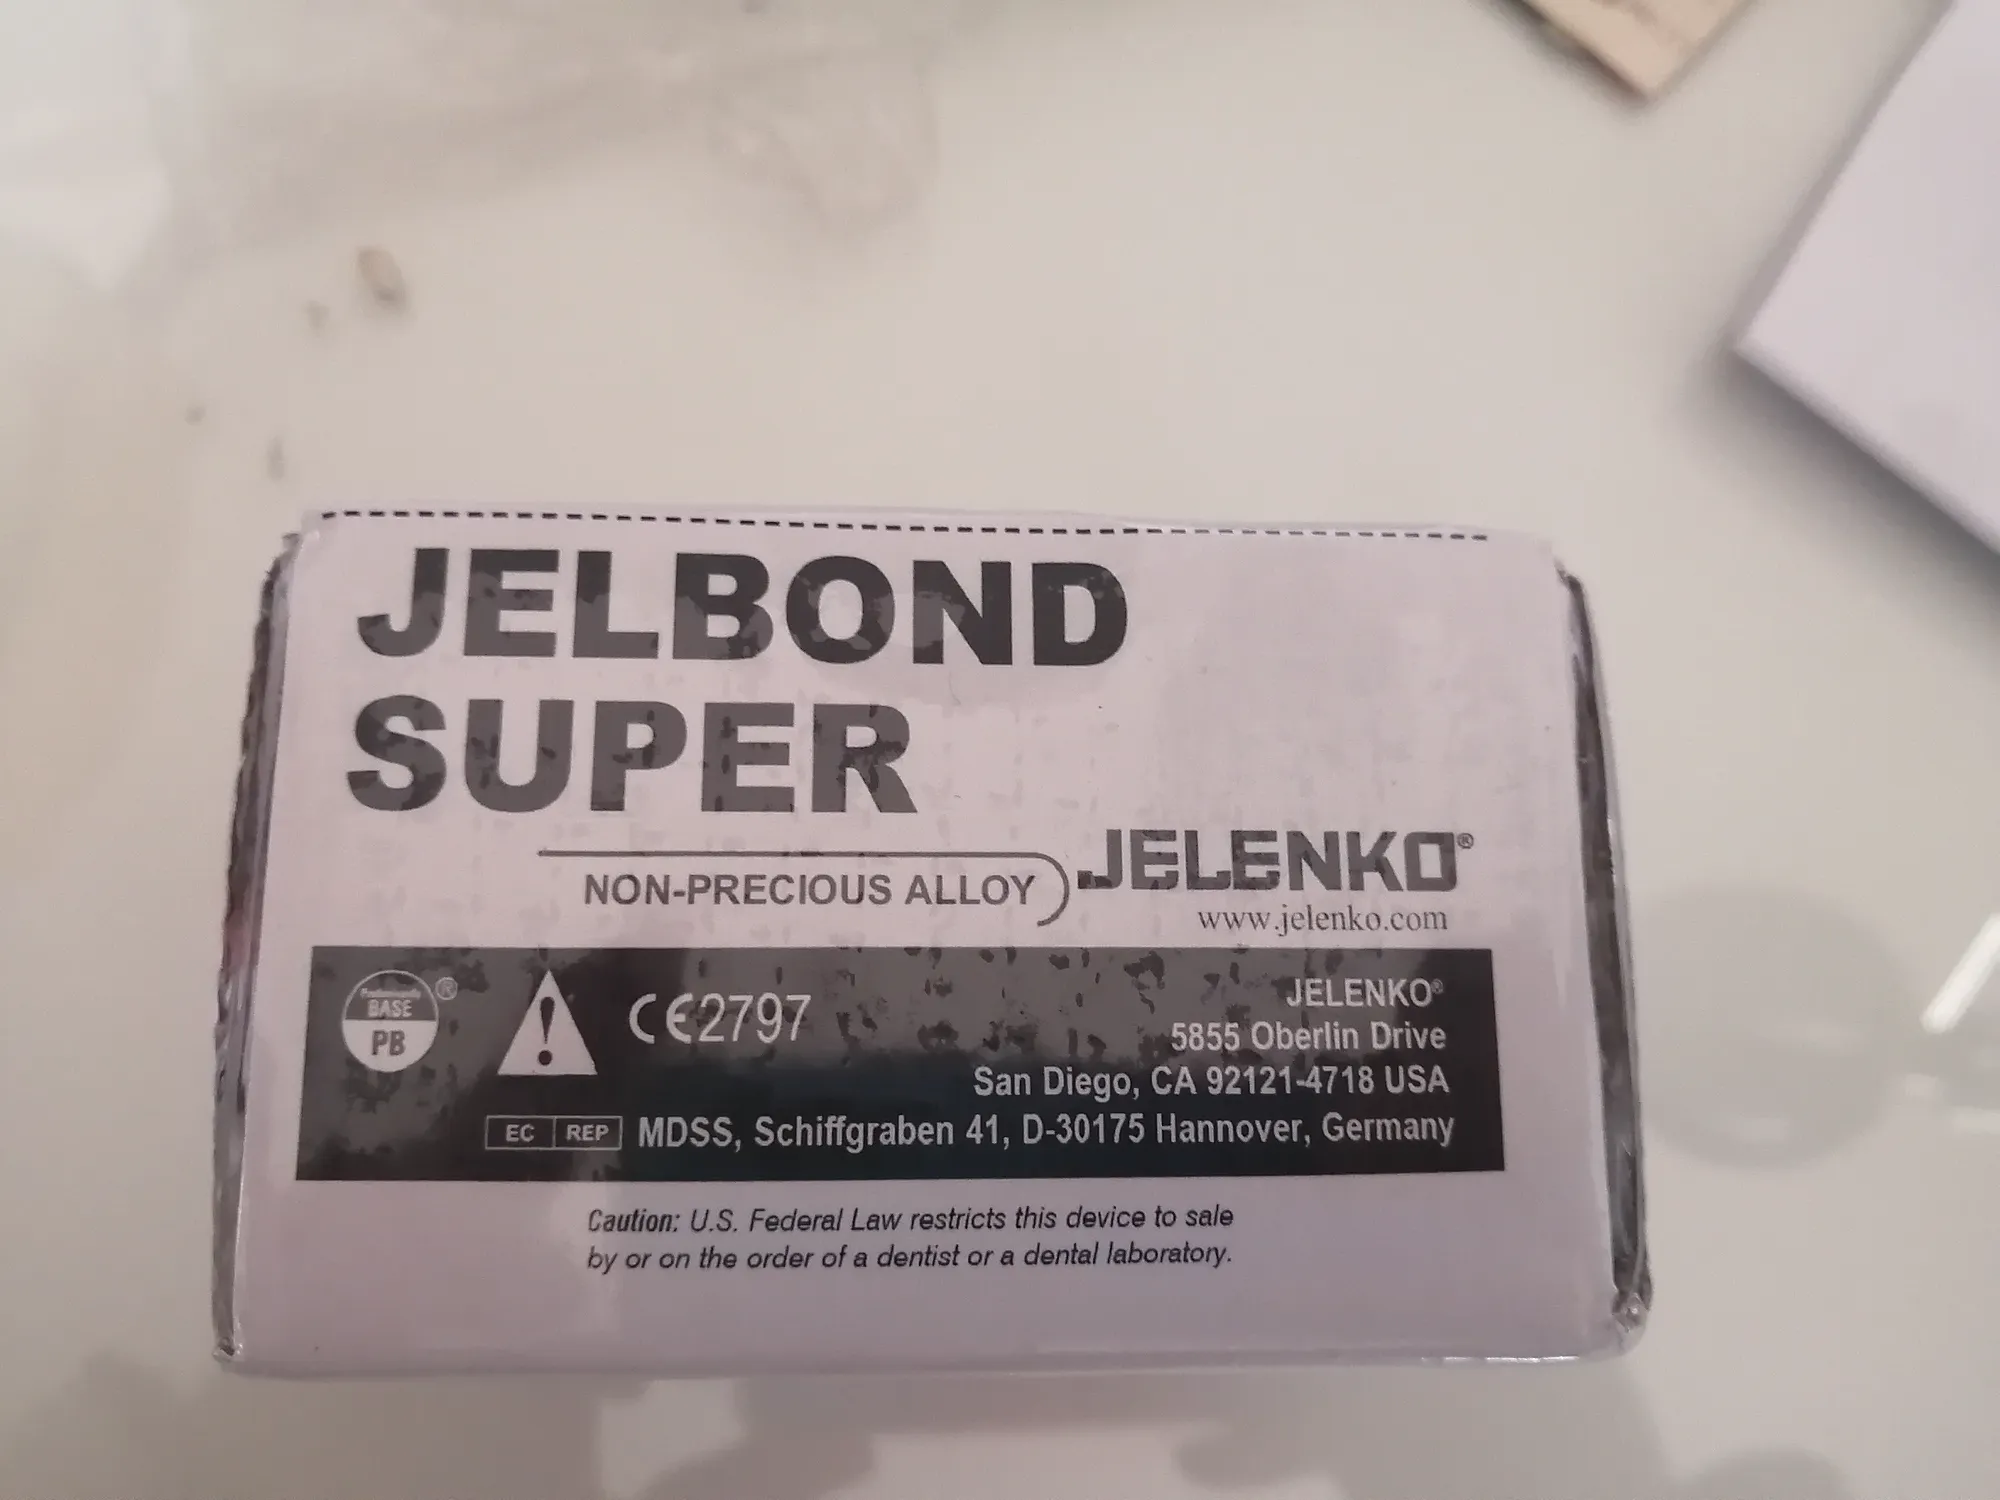 JELBOND
SUPER
NON-PRECIOUS ALLOY
JELENKO®
www.jelenko.com
BASE
PB
®
!
CE2797
JELENKO®
5855 Oberlin Drive
San Diego, CA 92121-4718 USA
EC REP MDSS, Schiffgraben 41, D-30175 Hannover, Germany
Caution: U.S. Federal Law restricts this device to sale
by or on the order of a dentist or a dental laboratory.